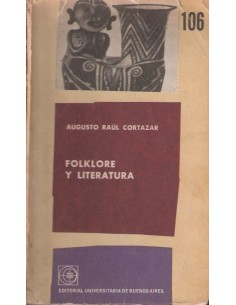 106
AUGUSTO RAÚL CORTAZAR
FOLKLORE
Y LITERATURA
EDITORIAL UNIVERSITARIA DE BUENOS AIRES